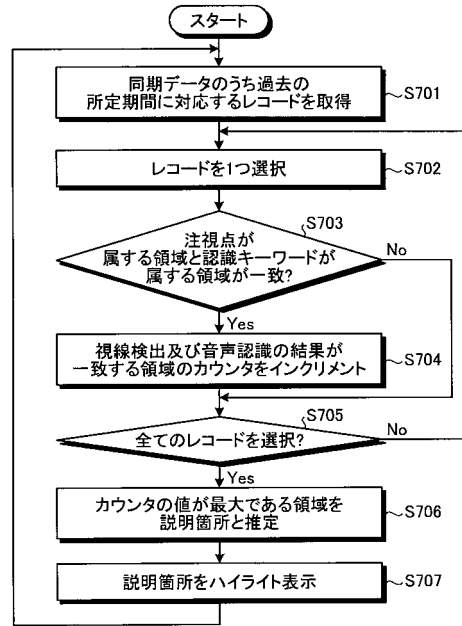 スタート
同期データのうち過去の
所定期間に対応するレコードを取得
S701
レコードを1つ選択
S702
S703
注視点が
属する領域と認識キーワードが
属する領域が一致?
No
Yes
視線検出及び音声認識の結果が
一致する領域のカウンタをインクリメント
S704
S705
全てのレコードを選択?
No
Yes
カウンタの値が最大である領域を
説明箇所と推定
S706
説明箇所をハイライト表示
S707